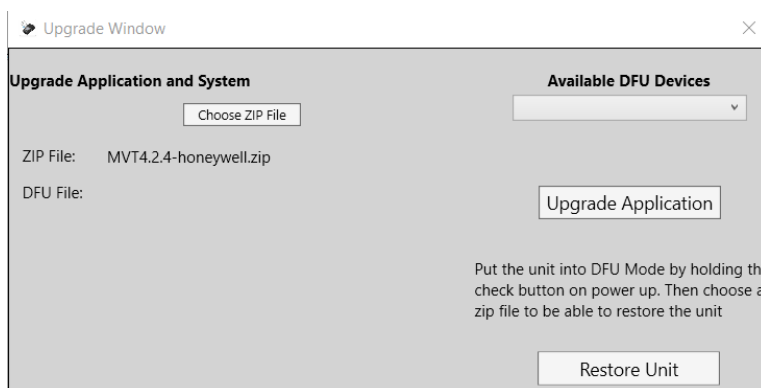 Upgrade Window
Upgrade Application and System
Choose ZIP File
ZIP File: MVT4.2.4-honeywell.zip
DFU File:
Available DFU Devices
Upgrade Application
Put the unit into DFU Mode by holding th
check button on power up. Then choose a
zip file to be able to restore the unit
Restore Unit